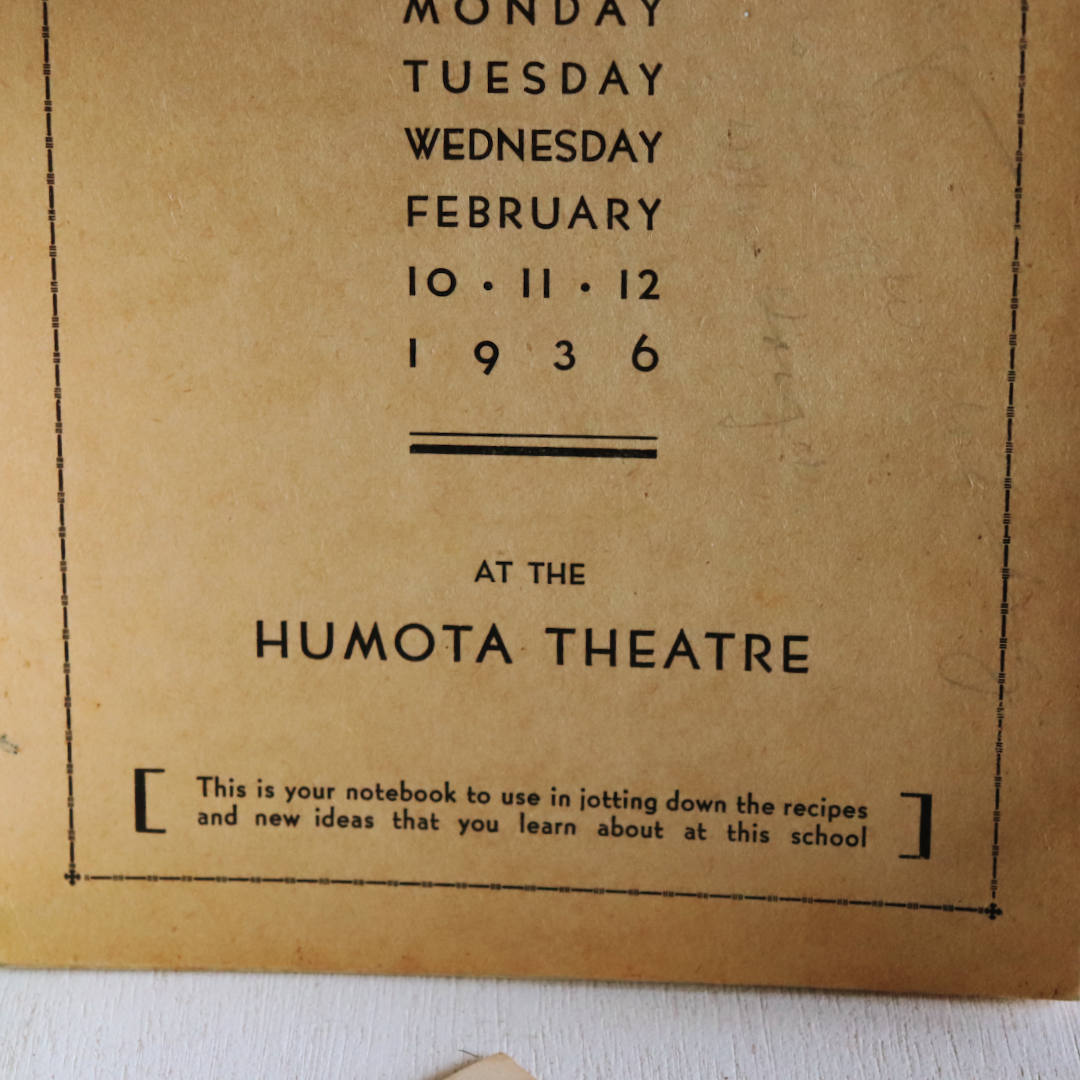 MONDAY
TUESDAY
WEDNESDAY
FEBRUARY
10 • 11 • 12
1 9 3 6
AT THE
HUMOTA THEATRE
[ This is your notebook to use in jotting down the recipes
and new ideas that you learn about at this school ]